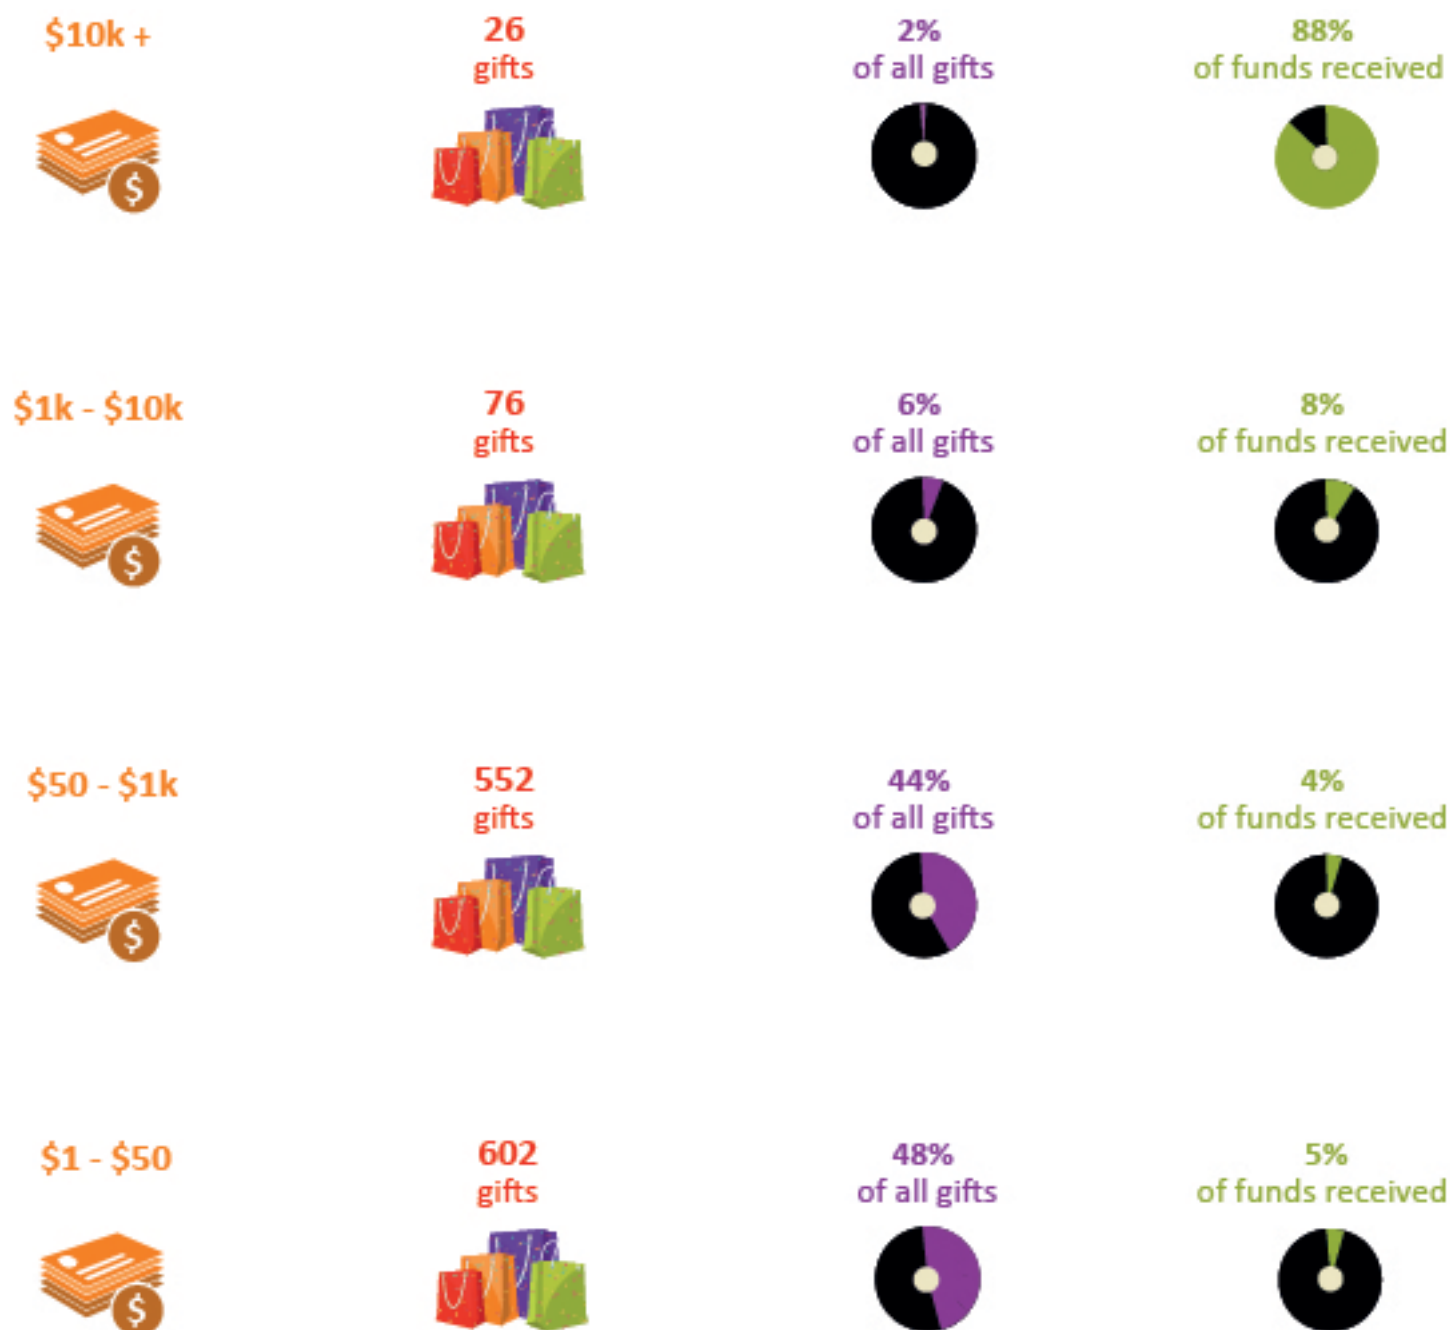 $10k +
26
gifts
2%
of all gifts
88%
of funds received
$
$1k - $10k
76
gifts
6%
of all gifts
8%
of funds received
$
$50 - $1k
552
gifts
44%
of all gifts
4%
of funds received
$
$1 - $50
602
gifts
48%
of all gifts
5%
of funds received
$